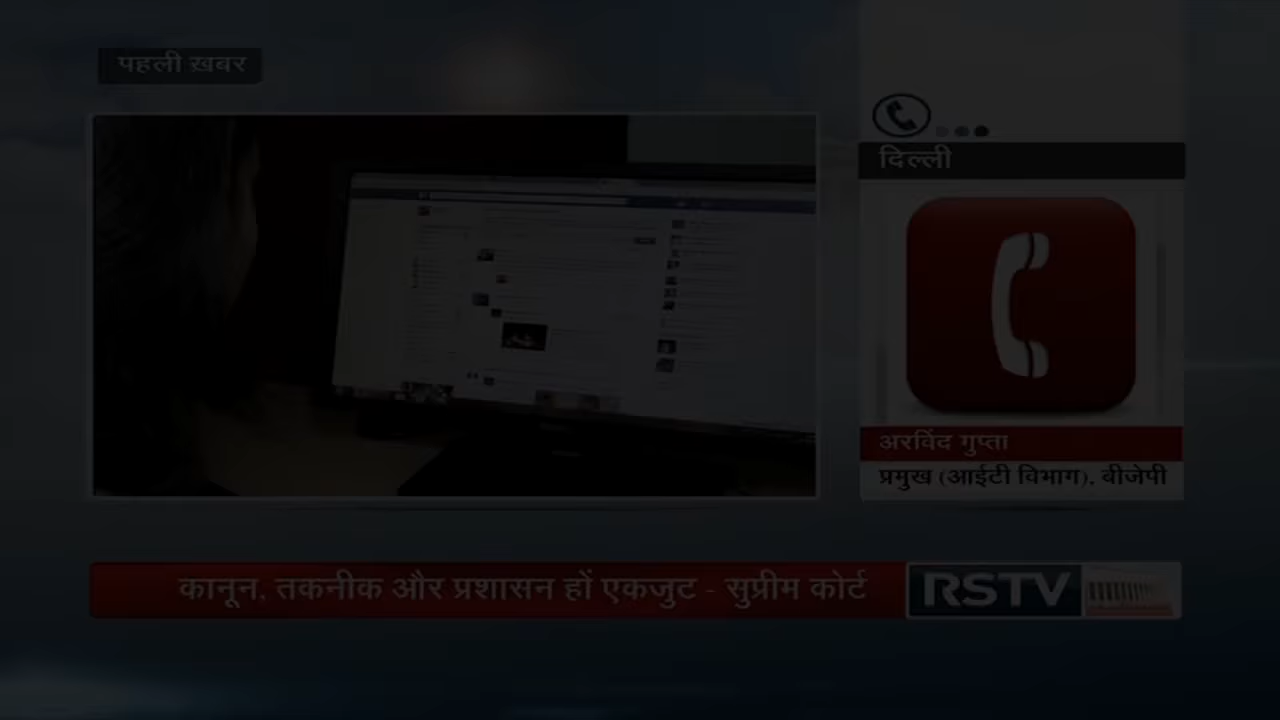 पहली ख़बर
दिल्ली
अरविंद गुप्ता
प्रमुख (आईटी विभाग), बीजेपी
कानून, तकनीक और प्रशासन हों एकजुट - सुप्रीम कोर्ट
RSTV